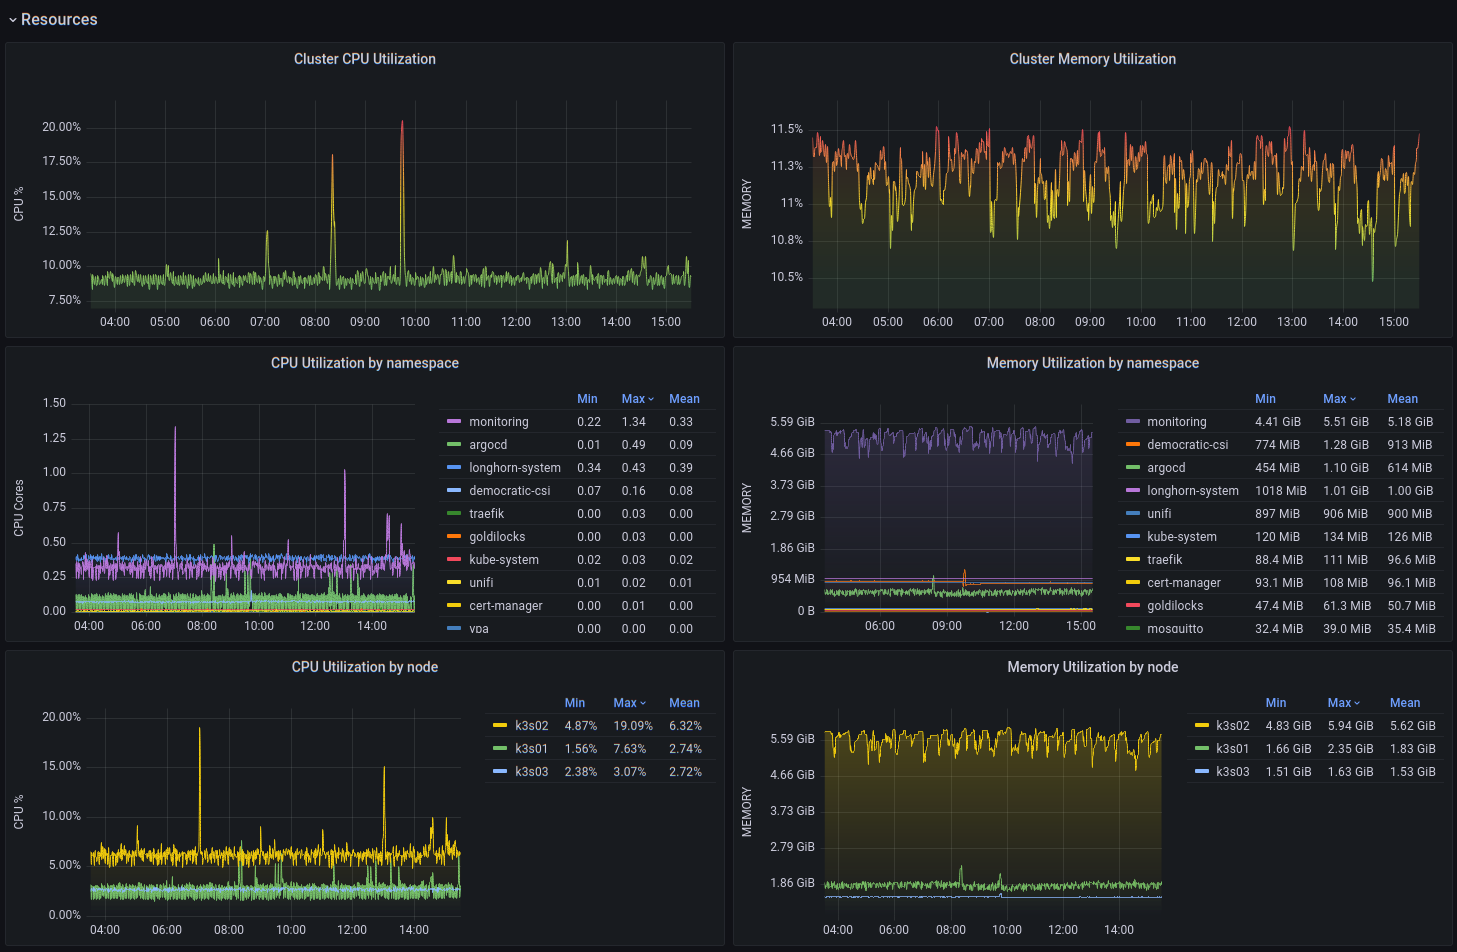 Resources
Cluster CPU Utilization
CPU %
20.00%
17.50%
15.00%
12.50%
10.00%
7.50%
04:00 05:00 06:00 07:00 08:00 09:00 10:00 11:00 12:00 13:00 14:00 15:00
Cluster Memory Utilization
MEMORY
11.5%
11.3%
11%
10.8%
10.5%
04:00 05:00 06:00 07:00 08:00 09:00 10:00 11:00 12:00 13:00 14:00 15:00
CPU Utilization by namespace
CPU Cores
1.50
1.25
1.00
0.75
0.50
0.25
0.00
04:00 06:00 08:00 10:00 12:00 14:00
Min Max Mean
monitoring 0.22 1.34 0.33
argocd 0.01 0.49 0.09
longhorn-system 0.34 0.43 0.39
democratic-csi 0.07 0.16 0.08
traefik 0.00 0.03 0.00
goldilocks 0.00 0.03 0.00
kube-system 0.02 0.03 0.02
unifi 0.01 0.02 0.01
cert-manager 0.00 0.01 0.00
vpa 0.00 0.00 0.00
Memory Utilization by namespace
MEMORY
5.59 GiB
4.66 GiB
3.73 GiB
2.79 GiB
1.86 GiB
954 MiB
0 B
06:00 09:00 12:00 15:00
Min Max Mean
monitoring 4.41 GiB 5.51 GiB 5.18 GiB
democratic-csi 774 MiB 1.28 GiB 913 MiB
argocd 454 MiB 1.10 GiB 614 MiB
longhorn-system 1018 MiB 1.01 GiB 1.00 GiB
unifi 897 MiB 906 MiB 900 MiB
kube-system 120 MiB 134 MiB 126 MiB
traefik 88.4 MiB 111 MiB 96.6 MiB
cert-manager 93.1 MiB 108 MiB 96.1 MiB
goldilocks 47.4 MiB 61.3 MiB 50.7 MiB
mosquitto 32.4 MiB 39.0 MiB 35.4 MiB
CPU Utilization by node
CPU %
20.00%
15.00%
10.00%
5.00%
0.00%
04:00 06:00 08:00 10:00 12:00 14:00
Min Max Mean
k3s02 4.87% 19.09% 6.32%
k3s01 1.56% 7.63% 2.74%
k3s03 2.38% 3.07% 2.72%
Memory Utilization by node
MEMORY
5.59 GiB
4.66 GiB
3.73 GiB
2.79 GiB
1.86 GiB
04:00 06:00 08:00 10:00 12:00 14:00
Min Max Mean
k3s02 4.83 GiB 5.94 GiB 5.62 GiB
k3s01 1.66 GiB 2.35 GiB 1.83 GiB
k3s03 1.51 GiB 1.63 GiB 1.53 GiB